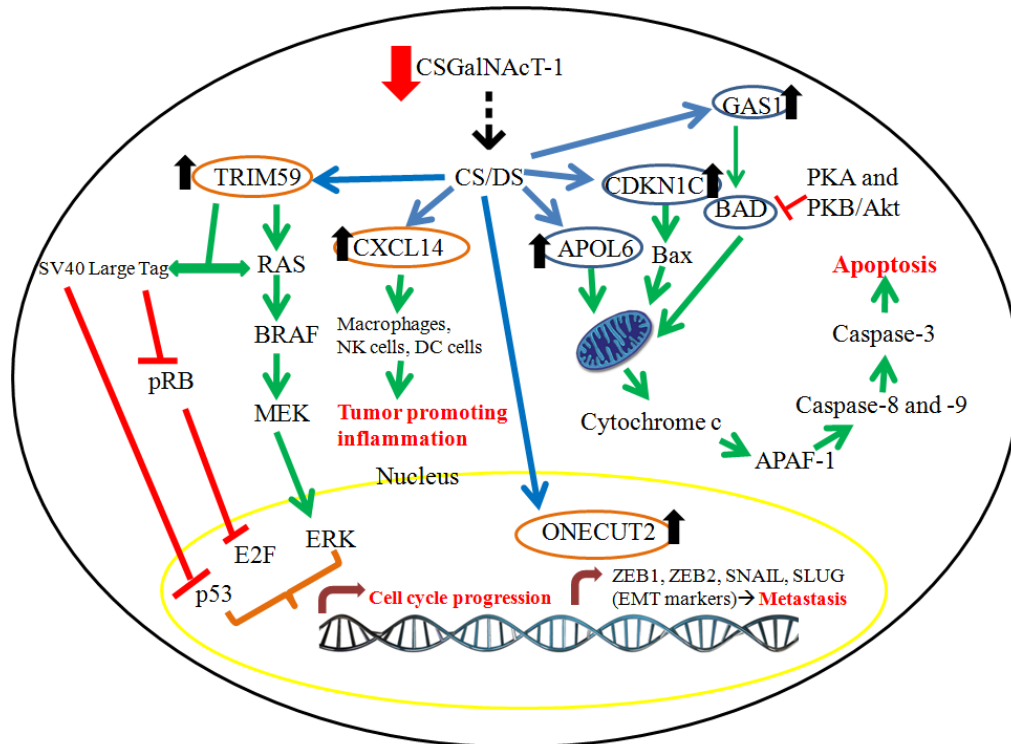 CSGalNAcT-1
GAS1
TRIM59
CS/DS
CDKN1C
PKA and
PKB/Akt
BAD
CXCL14
APOL6
Bax
SV40 Large Tag
RAS
Apoptosis
Macrophages,
NK cells, DC cells
BRAF
Caspase-3
pRB
MEK
Tumor promoting
inflammation
Cytochrome c
Caspase-8 and -9
APAF-1
Nucleus
ONECUT2
ERK
E2F
p53
Cell cycle progression
ZEB1, ZEB2, SNAIL, SLUG
(EMT markers)→ Metastasis